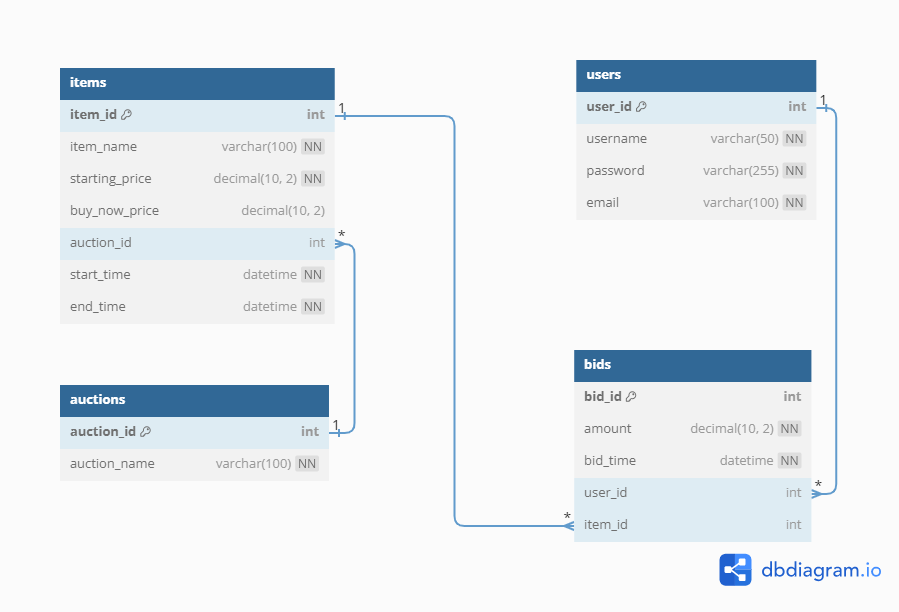 items
item_id int
item_name varchar(100) NN
starting_price decimal(10, 2) NN
buy_now_price decimal(10, 2)
auction_id int
start_time datetime NN
end_time datetime NN
1
*
auctions
auction_id int
auction_name varchar(100) NN
1
users
user_id int
username varchar(50) NN
password varchar(255) NN
email varchar(100) NN
1
bids
bid_id int
amount decimal(10, 2) NN
bid_time datetime NN
user_id int
item_id int
*
*
dbdiagram.io